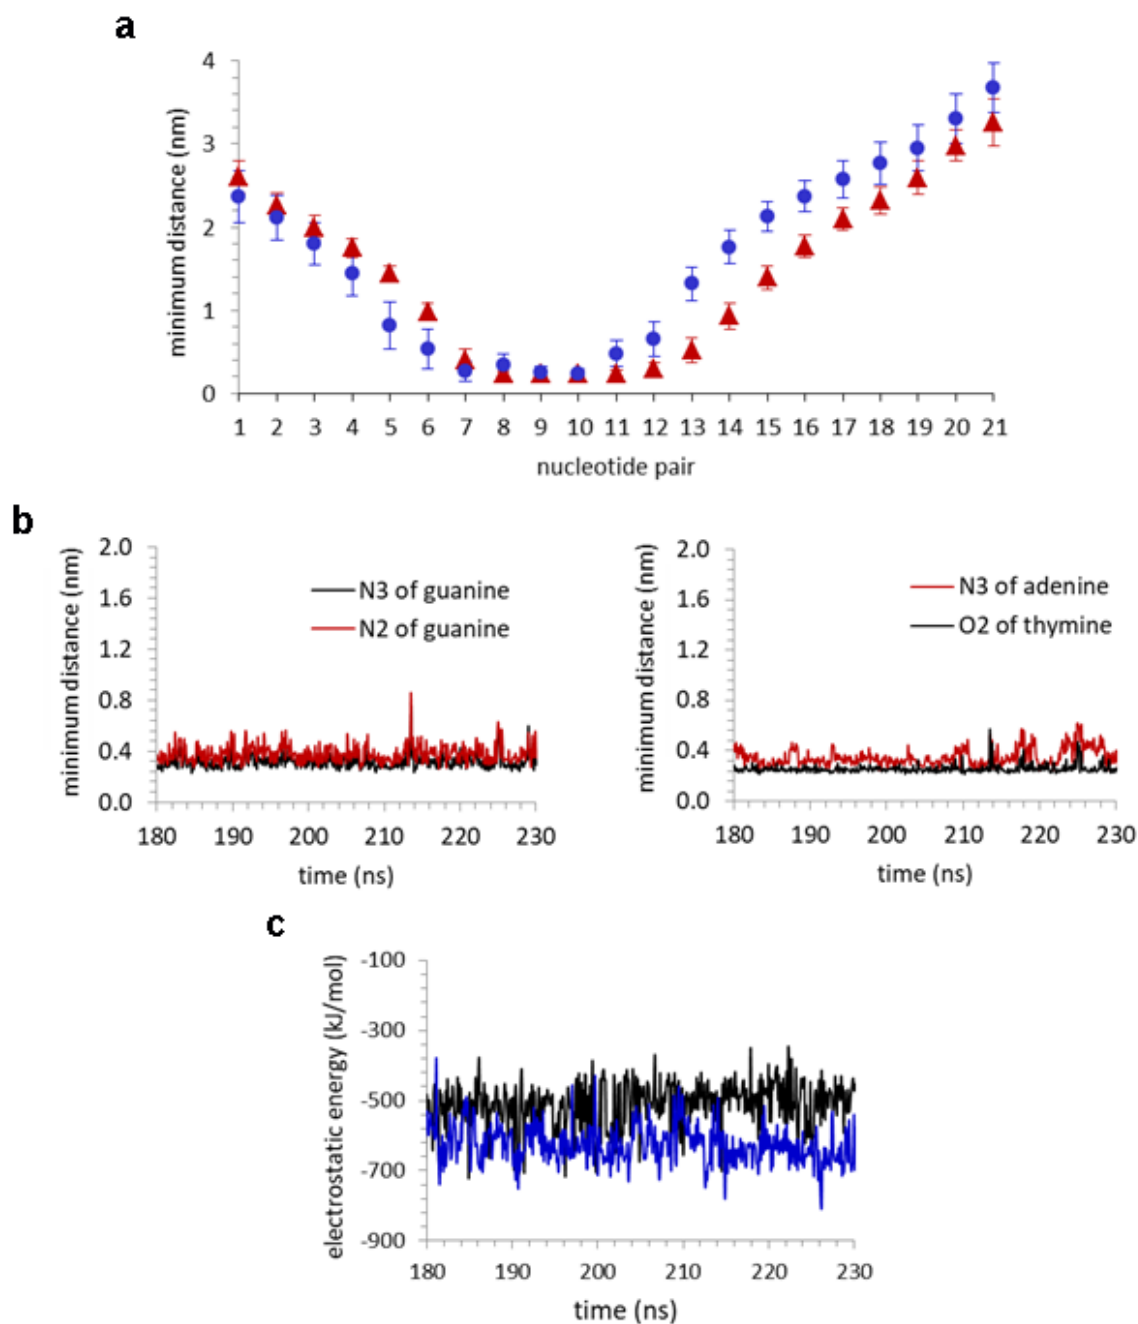 a
4
3
2
1
0
minimum distance (nm)
1 2 3 4 5 6 7 8 9 10 11 12 13 14 15 16 17 18 19 20 21
nucleotide pair
b
2.0
1.6
1.2
0.8
0.4
0.0
minimum distance (nm)
N3 of guanine
N2 of guanine
180 190 200 210 220 230
time (ns)
2.0
1.6
1.2
0.8
0.4
0.0
minimum distance (nm)
N3 of adenine
O2 of thymine
180 190 200 210 220 230
time (ns)
c
-100
-300
-500
-700
-900
electrostatic energy (kJ/mol)
180 190 200 210 220 230
time (ns)